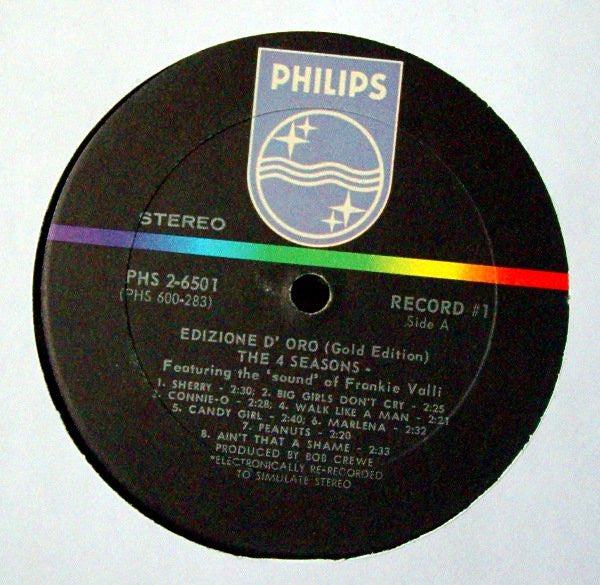 PHILIPS
STEREO
PHS 2-6501
(PHS 600-283)
RECORD #1
Side A
EDIZIONE D' ORO (Gold Edition)
THE 4 SEASONS -
Featuring the 'sound' of Frankie Valli
1. SHERRY - 2:30; 2. BIG GIRLS DON'T CRY - 2:25
3. CONNIE-O - 2:28; 4. WALK LIKE A MAN - 2:21
5. CANDY GIRL - 2:40; 6. MARLENA - 2:32
7. PEANUTS - 2:20
8. AIN'T THAT A SHAME - 2:33
PRODUCED BY BOB CREWE
*ELECTRONICALLY RE-RECORDED
TO SIMULATE STEREO